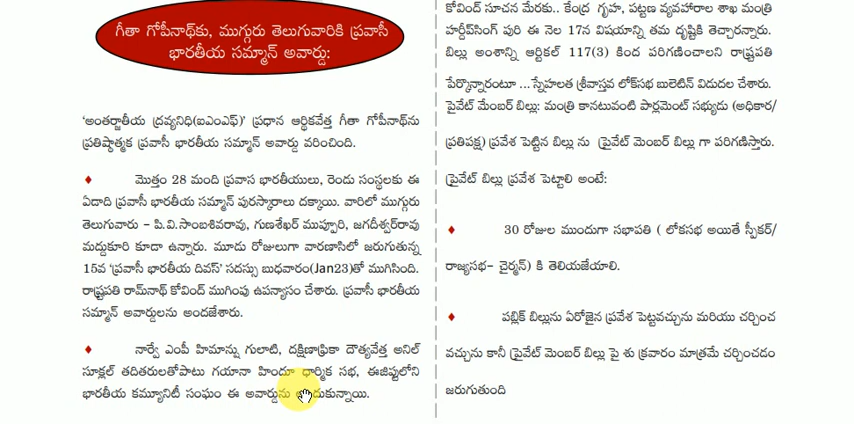 గీతా గోపీనాథ్‌కు, ముగ్గురు తెలుగువారికి ప్రవాసీ
భారతీయ సమ్మాన్ అవార్డు:
'అంతర్జాతీయ ద్రవ్యనిధి(ఐఎంఎఫ్)' ప్రధాన ఆర్థికవేత్త గీతా గోపీనాథ్‌ను
ప్రతిష్ఠాత్మక ప్రవాసీ భారతీయ సమ్మాన్ అవార్డు వరించింది.
♦ మొత్తం 28 మంది ప్రవాస భారతీయులు, రెండు సంస్థలకు ఈ
ఏడాది ప్రవాసీ భారతీయ సమ్మాన్ పురస్కారాలు దక్కాయి. వారిలో ముగ్గురు
తెలుగువారు – పి.వి.సాంబశివరావు, గుణశేఖర్ ముప్పూరి, జగదీశ్వర్‌రావు
మద్దుకూరి కూడా ఉన్నారు. మూడు రోజులుగా వారణాసిలో జరుగుతున్న
15వ 'ప్రవాసీ భారతీయ దివస్' సదస్సు బుధవారం(Jan23)తో ముగిసింది.
రాష్ట్రపతి రామ్‌నాథ్ కోవింద్ ముగింపు ఉపన్యాసం చేశారు. ప్రవాసీ భారతీయ
సమ్మాన్ అవార్డులను అందజేశారు.
♦ నార్వే ఎంపీ హిమాన్షు గులాటి, దక్షిణాఫ్రికా దౌత్యవేత్త అనిల్
సూక్లల్ తదితరులతోపాటు గయానా హిందూ ధార్మిక సభ, ఈజిప్టులోని
భారతీయ కమ్యూనిటీ సంఘం ఈ అవార్డును అందుకున్నాయి.
కోవింద్ సూచన మేరకు.. కేంద్ర గృహ, పట్టణ వ్యవహారాల శాఖ మంత్రి
హర్దీప్‌సింగ్ పురి ఈ నెల 17న విషయాన్ని తమ దృష్టికి తెచ్చారన్నారు.
బిల్లు అంశాన్ని ఆర్టికల్ 117(3) కింద పరిగణించాలని రాష్ట్రపతి
పేర్కొన్నారంటూ ...స్నేహలత శ్రీవాస్తవ లోక్‌సభ బులెటిన్ విడుదల చేశారు.
ప్రైవేట్ మేంబర్ బిల్లు: మంత్రి కానటువంటి పార్లమెంట్ సభ్యుడు (అధికార/
ప్రతిపక్ష) ప్రవేశ పెట్టిన బిల్లు ను ప్రైవేట్ మెంబర్ బిల్లు గా పరిగణిస్తారు.
ప్రైవేట్ బిల్లు ప్రవేశ పెట్టాలి అంటే:
♦ 30 రోజుల ముందుగా సభాపతి ( లోకసభ అయితే స్పీకర్/
రాజ్యసభ– చైర్మన్) కి తెలియజేయాలి.
♦ పబ్లిక్ బిల్లును ఏరోజైన ప్రవేశ పెట్టవచ్చును మరియు చర్చించ
వచ్చును కానీ ప్రైవేట్ మెంబర్ బిల్లు పై శు క్రవారం మాత్రమే చర్చించదం
జరుగుతుంది